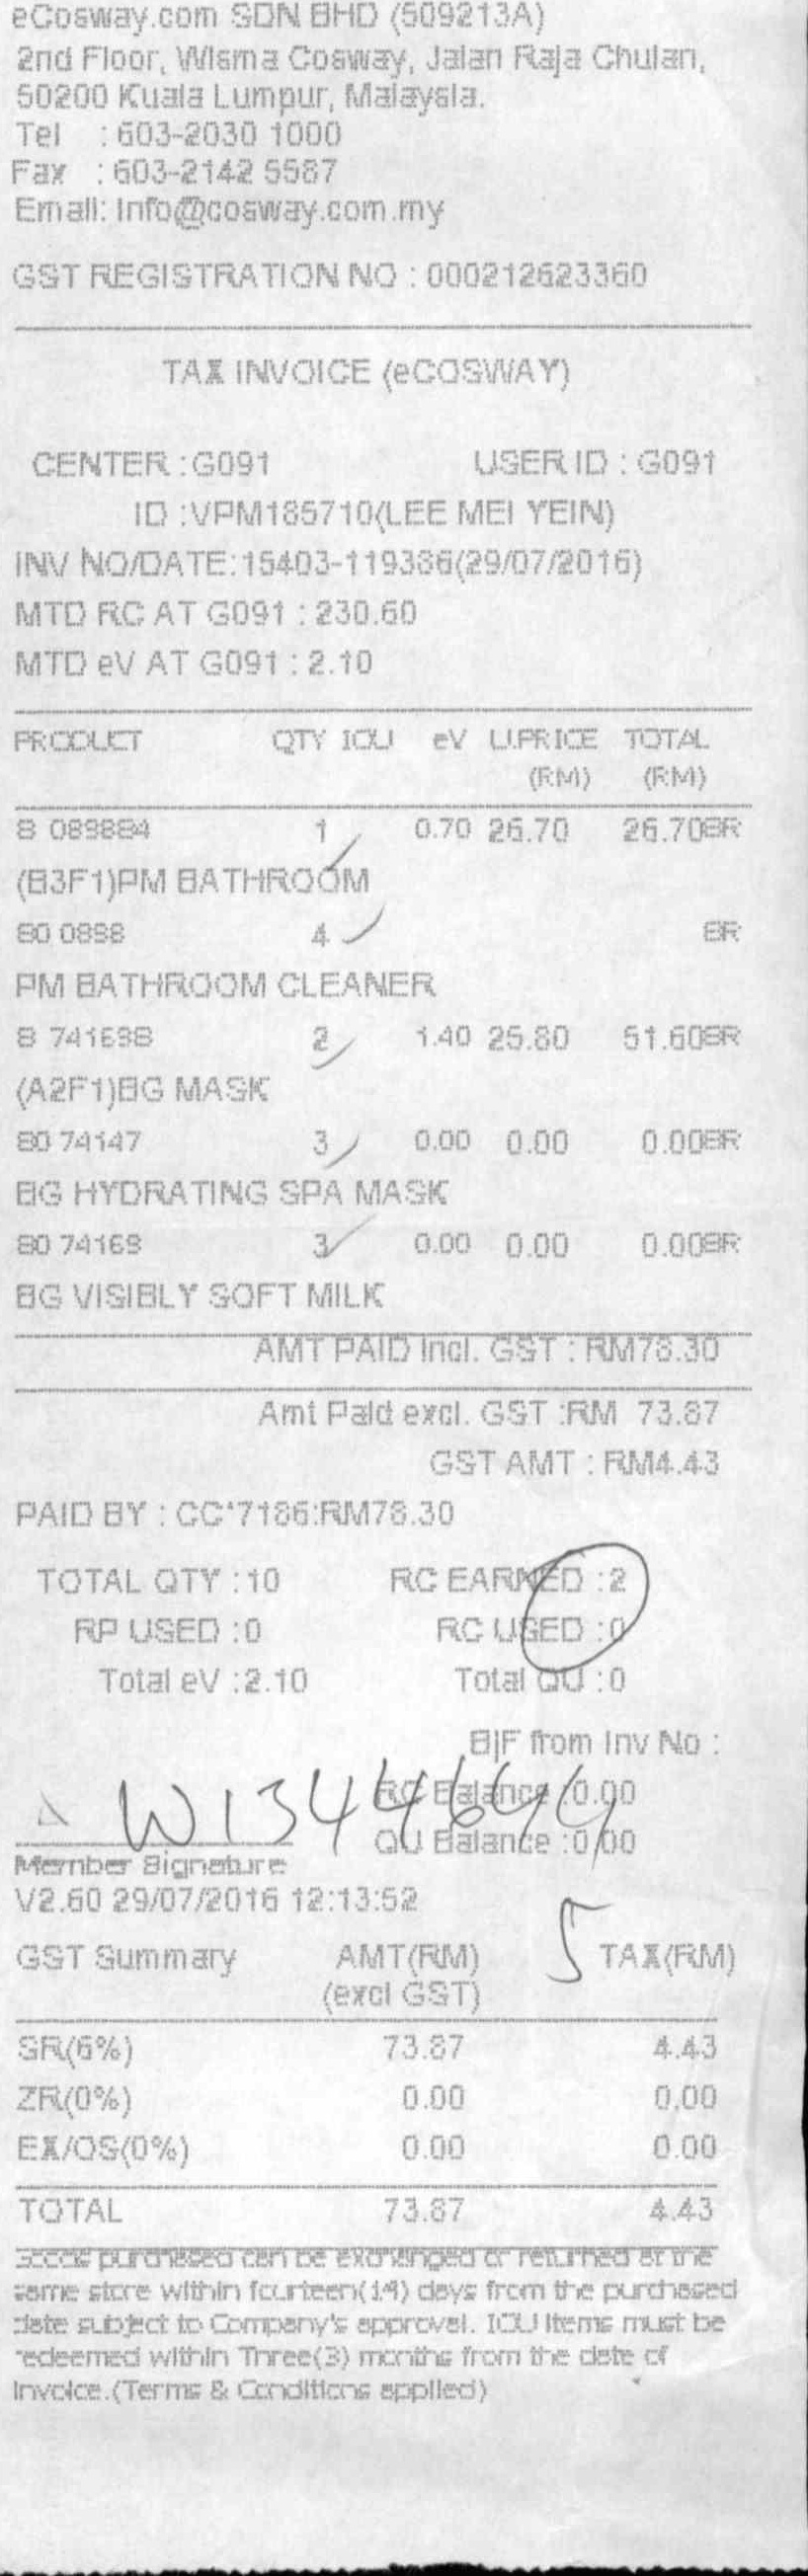 eCosway.com SDN BHD (509213A)
2nd Floor, Wisma Cosway, Jalan Raja Chulan,
50200 Kuala Lumpur, Malaysia.
Tel : 603-2030 1000
Fax : 603-2142 5587
Email: Info@cosway.com.my
GST REGISTRATION NO : 000212623360
TAX INVOICE (eCOSWAY)
CENTER :G091 USER ID : G091
ID :VPM185710(LEE MEI YEIN)
INV NO/DATE:15403-119386(29/07/2016)
MTD RC AT G091 : 230.60
MTD eV AT G091 : 2.10
PRODUCT QTY ICU eV U.PRICE TOTAL
(RM) (RM)
8 089884 1 0.70 26.70 26.70SR
(B3F1)PM BATHROOM
80 0898 4 SR
PM BATHROOM CLEANER
8 741698 2 1.40 25.80 51.60SR
(A2F1)BG MASK
80 74147 3 0.00 0.00 0.00SR
BG HYDRATING SPA MASK
80 74169 3 0.00 0.00 0.00SR
BG VISIBLY SOFT MILK
AMT PAID Incl. GST : RM78.30
Amt Paid excl. GST :RM 73.87
GST AMT : RM4.43
PAID BY : CC*7186:RM78.30
TOTAL QTY :10 RC EARNED :2
RP USED :0 RC USED :0
Total eV :2.10 Total QU :0
B|F from Inv No :
W1344644
RC Balance :0.00
QU Balance :0.00
Member Signature
V2.60 29/07/2016 12:13:52
5
GST Summary AMT(RM) TAX(RM)
(excl GST)
SR(6%) 73.87 4.43
ZR(0%) 0.00 0.00
EX/OS(0%) 0.00 0.00
TOTAL 73.87 4.43
Goods purchased can be exchanged or returned at the
same store within fourteen(14) days from the purchased
date subject to Company's approval. ICU Items must be
redeemed within Three(3) months from the date of
Invoice.(Terms & Conditions applied)